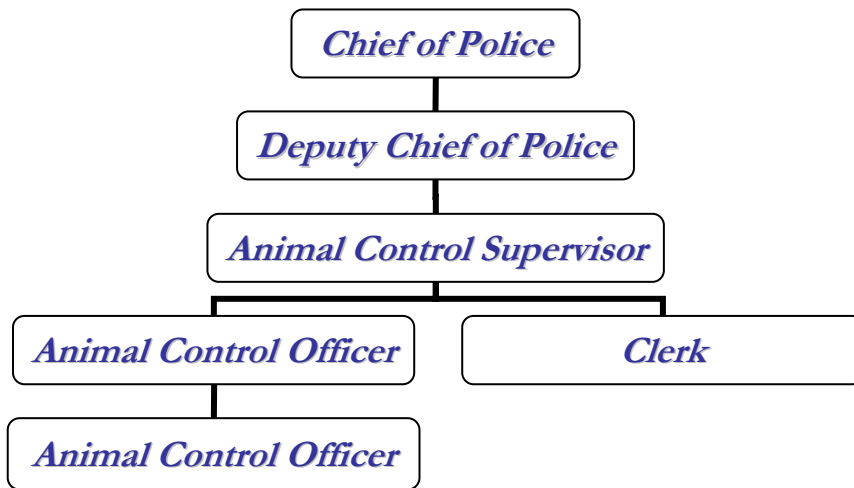 Chief of Police
Deputy Chief of Police
Animal Control Supervisor
Animal Control Officer
Clerk
Animal Control Officer